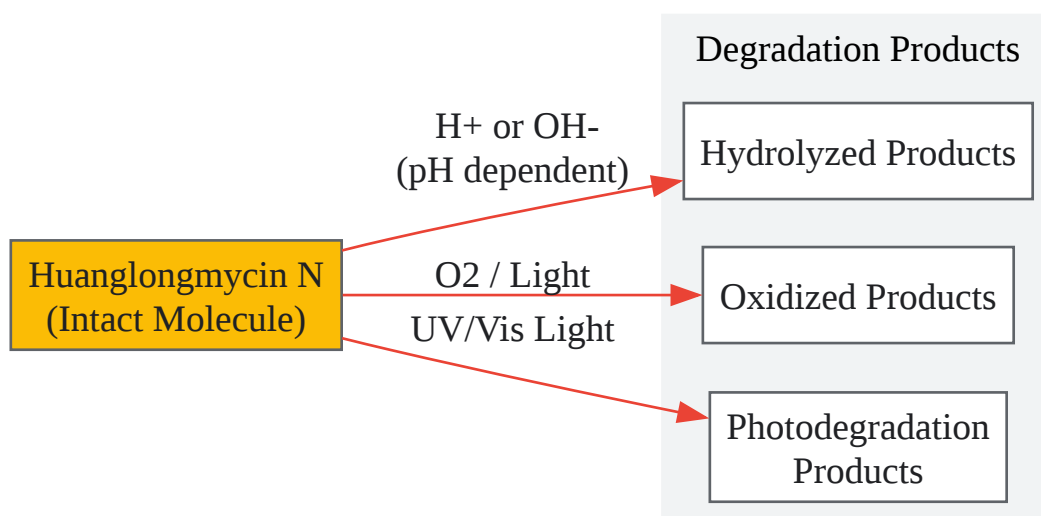 Degradation Products
H+ or OH-
(pH dependent)
Hydrolyzed Products
Huanglongmycin N
(Intact Molecule)
O2 / Light
Oxidized Products
UV/Vis Light
Photodegradation
Products